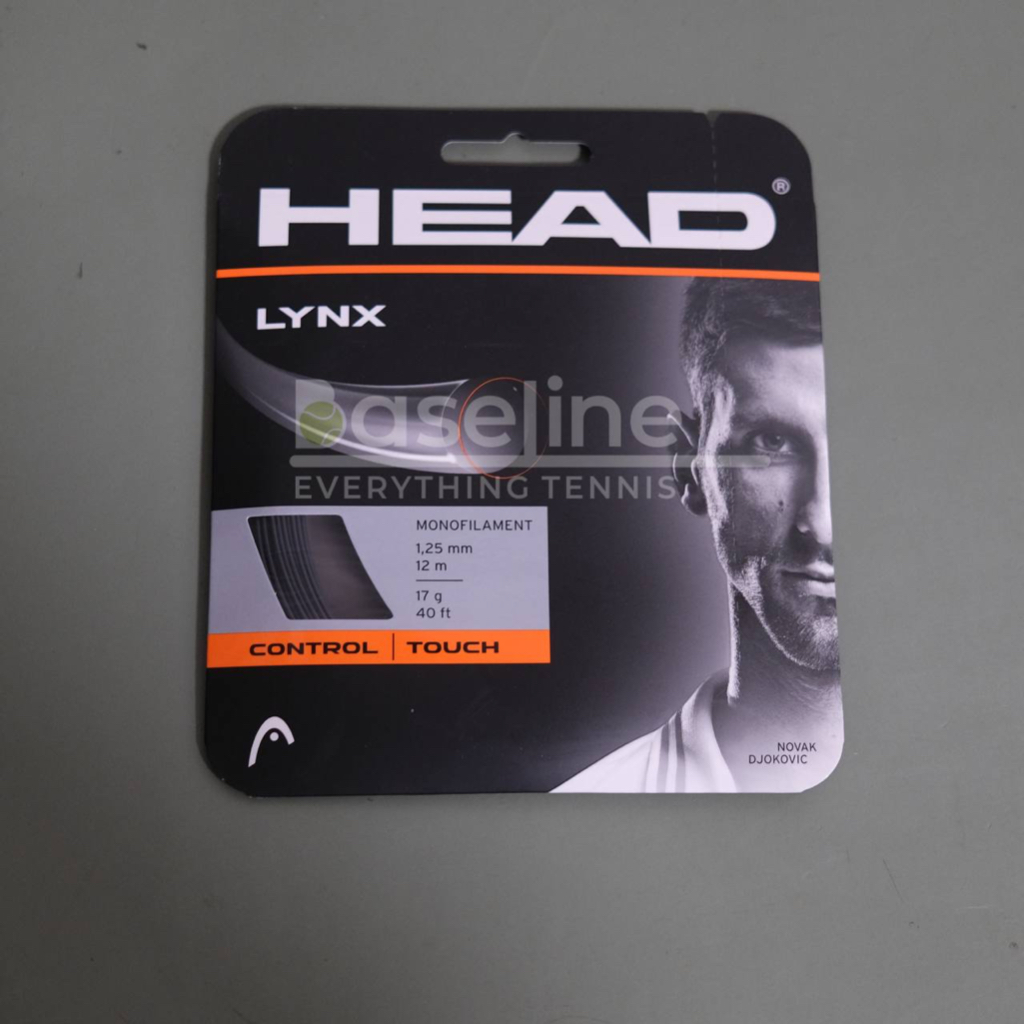 HEAD®
LYNX
Baseline
EVERYTHING TENNIS
MONOFILAMENT
1,25 mm
12 m
17 g
40 ft
CONTROL | TOUCH
NOVAK
DJOKOVIC